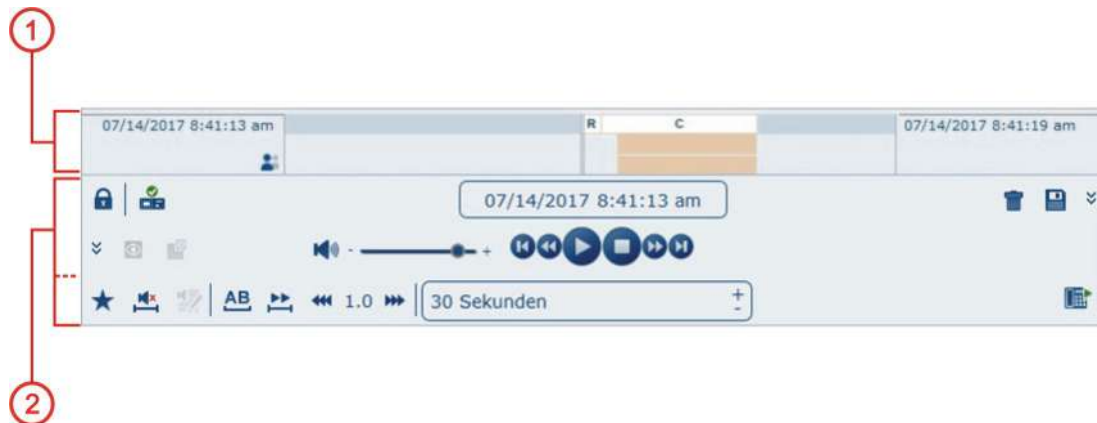 1
07/14/2017 8:41:13 am R C 07/14/2017 8:41:19 am
07/14/2017 8:41:13 am
- +
AB 1.0 30 Sekunden + -
2